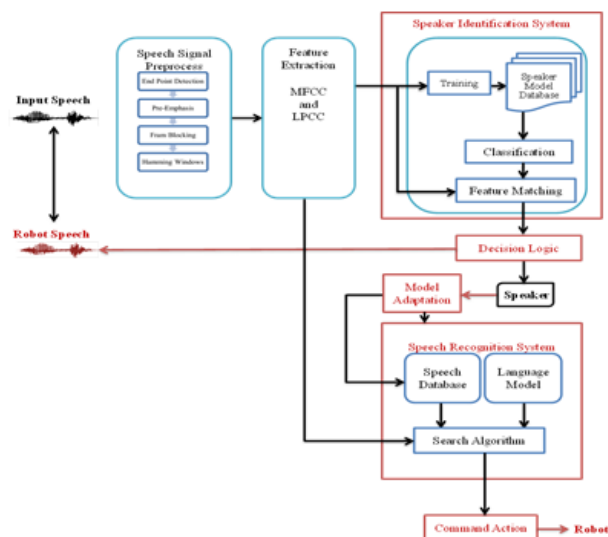 Speaker Identification System
Speech Signal
Preprocess
End Point Detection
Pre-Emphasis
Fram Blocking
Hamming Windows
Feature
Extraction
MFCC
and
LPCC
Training
Speaker
Model
Database
Classification
Feature Matching
Input Speech
Robot Speech
Decision Logic
Speaker
Model
Adaptation
Speech Recognition System
Speech
Database
Language
Model
Search Algorithm
Command Action
Robot